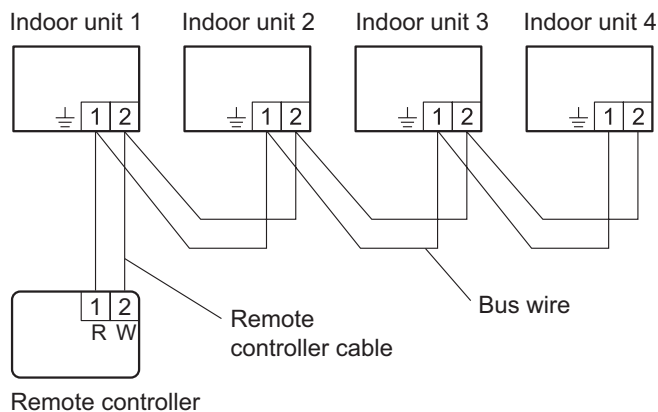 Indoor unit 1 Indoor unit 2 Indoor unit 3 Indoor unit 4
1 2 1 2 1 2 1 2
1 2
R W
Remote
controller cable
Bus wire
Remote controller